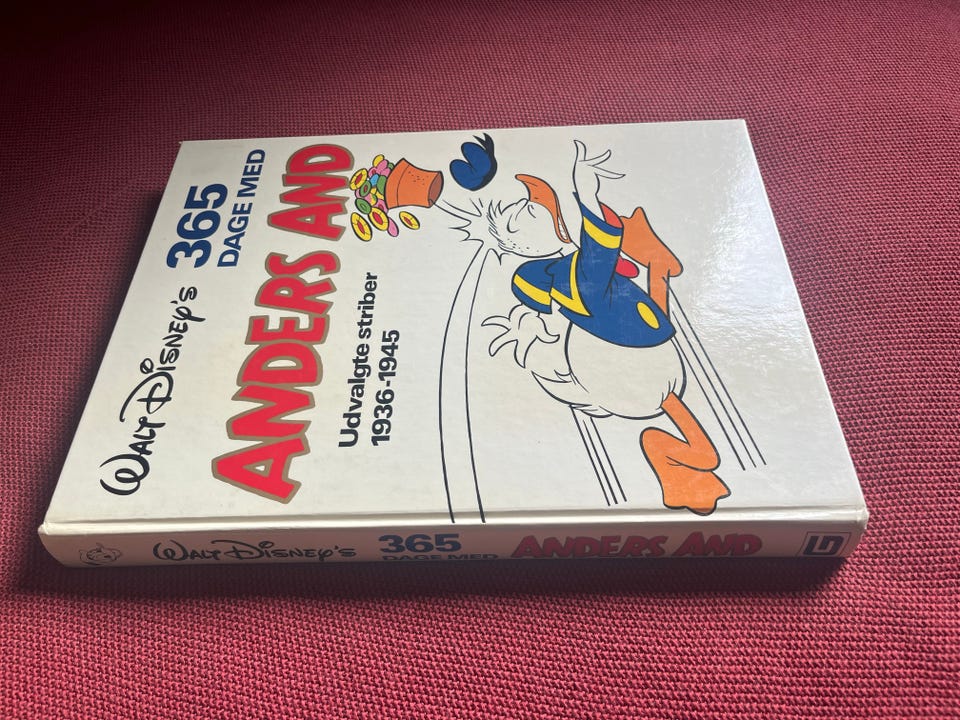 WALT DISNEY'S
365
DAGE MED
ANDERS AND
Udvalgte striber
1936-1945
WALT DISNEY'S
365
DAGE MED
ANDERS AND